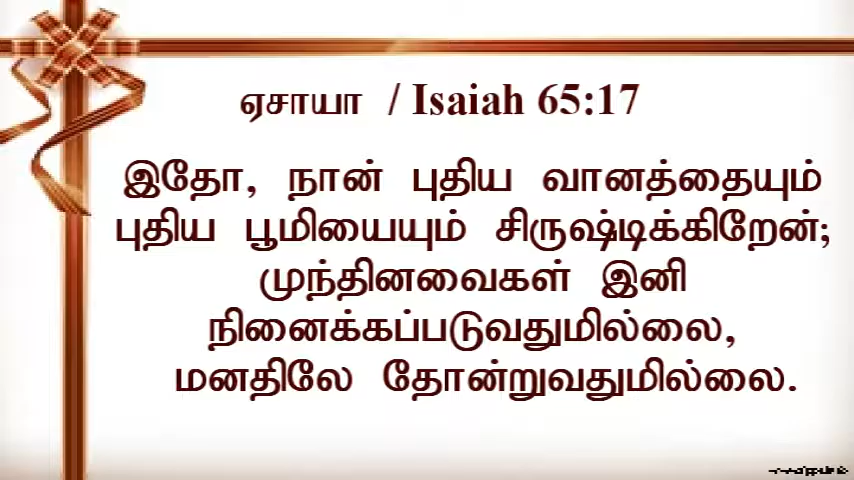 ஏசாயா / Isaiah 65:17
இதோ, நான் புதிய வானத்தையும்
புதிய பூமியையும் சிருஷ்டிக்கிறேன்;
முந்தினவைகள் இனி
நினைக்கப்படுவதுமில்லை,
மனதிலே தோன்றுவதுமில்லை.